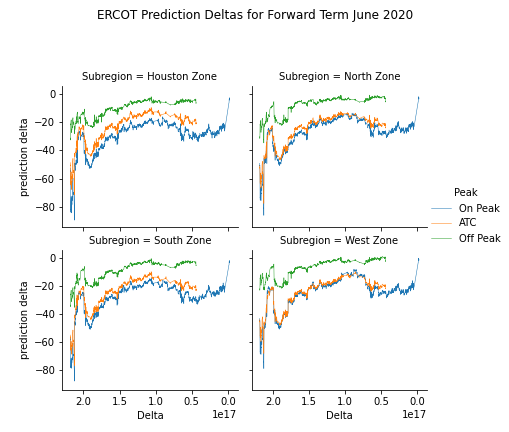 ERCOT Prediction Deltas for Forward Term June 2020
Subregion = Houston Zone
Subregion = North Zone
0
−20
−40
−60
−80
prediction delta
Peak
On Peak
ATC
Off Peak
Subregion = South Zone
Subregion = West Zone
0
−20
−40
−60
−80
prediction delta
2.0 1.5 1.0 0.5 0.0
1e17
Delta
2.0 1.5 1.0 0.5 0.0
1e17
Delta